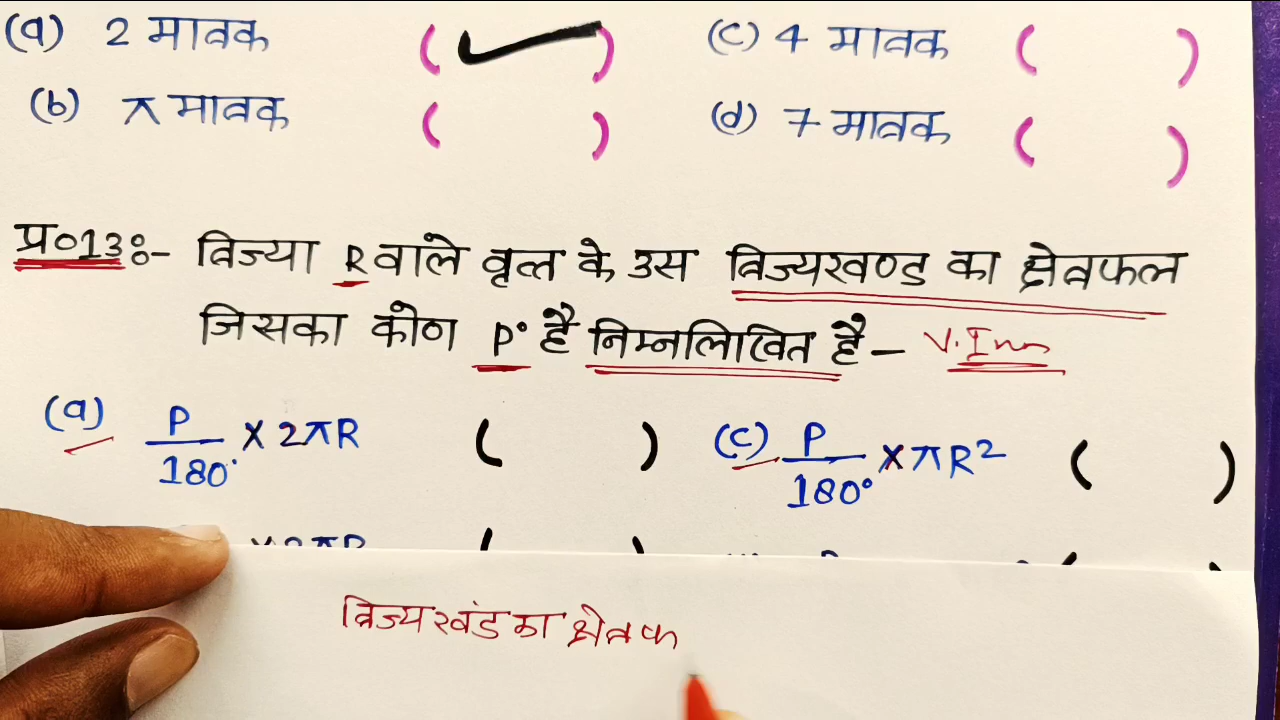 (a) 2 मात्रक ( ✓ ) (c) 4 मात्रक ( )
(b) π मात्रक ( ) (d) 7 मात्रक ( )
प्र०13:- त्रिज्या R वाले वृत्त के उस त्रिज्यखण्ड का क्षेत्रफल
जिसका कोण P° है निम्नलिखित है – V.Im
(a) P/180° × 2πR ( ) (c) P/180° × πR² ( )
त्रिज्यखंड का क्षेत्रफ